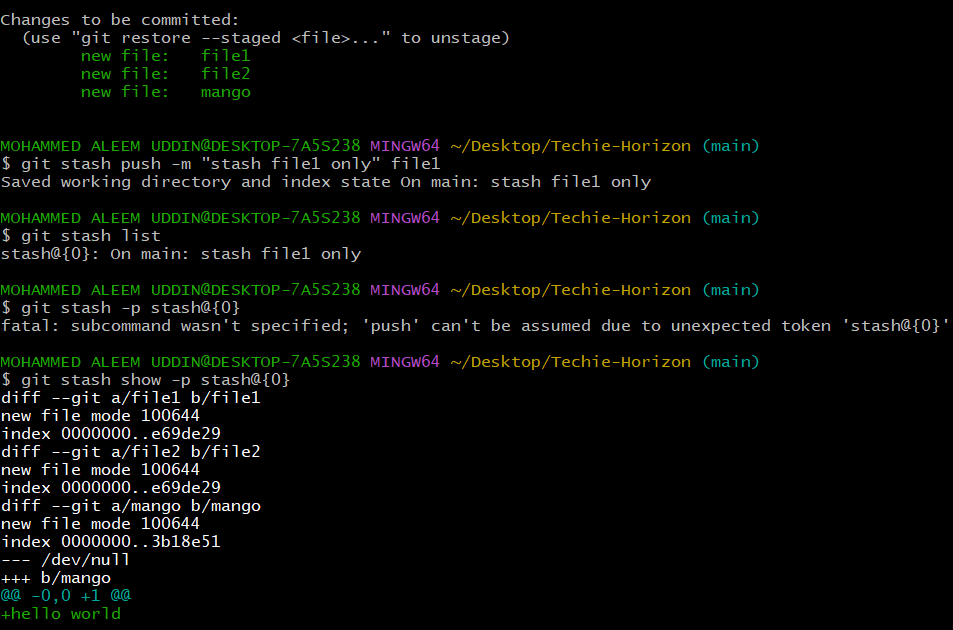 Changes to be committed:
  (use "git restore --staged <file>..." to unstage)
        new file:   file1
        new file:   file2
        new file:   mango
MOHAMMED ALEEM UDDIN@DESKTOP-7A5S238 MINGW64 ~/Desktop/Techie-Horizon (main)
$ git stash push -m "stash file1 only" file1
Saved working directory and index state On main: stash file1 only
MOHAMMED ALEEM UDDIN@DESKTOP-7A5S238 MINGW64 ~/Desktop/Techie-Horizon (main)
$ git stash list
stash@{0}: On main: stash file1 only
MOHAMMED ALEEM UDDIN@DESKTOP-7A5S238 MINGW64 ~/Desktop/Techie-Horizon (main)
$ git stash -p stash@{0}
fatal: subcommand wasn't specified; 'push' can't be assumed due to unexpected token 'stash@{0}'
MOHAMMED ALEEM UDDIN@DESKTOP-7A5S238 MINGW64 ~/Desktop/Techie-Horizon (main)
$ git stash show -p stash@{0}
diff --git a/file1 b/file1
new file mode 100644
index 0000000..e69de29
diff --git a/file2 b/file2
new file mode 100644
index 0000000..e69de29
diff --git a/mango b/mango
new file mode 100644
index 0000000..3b18e51
--- /dev/null
+++ b/mango
@@ -0,0 +1 @@
+hello world